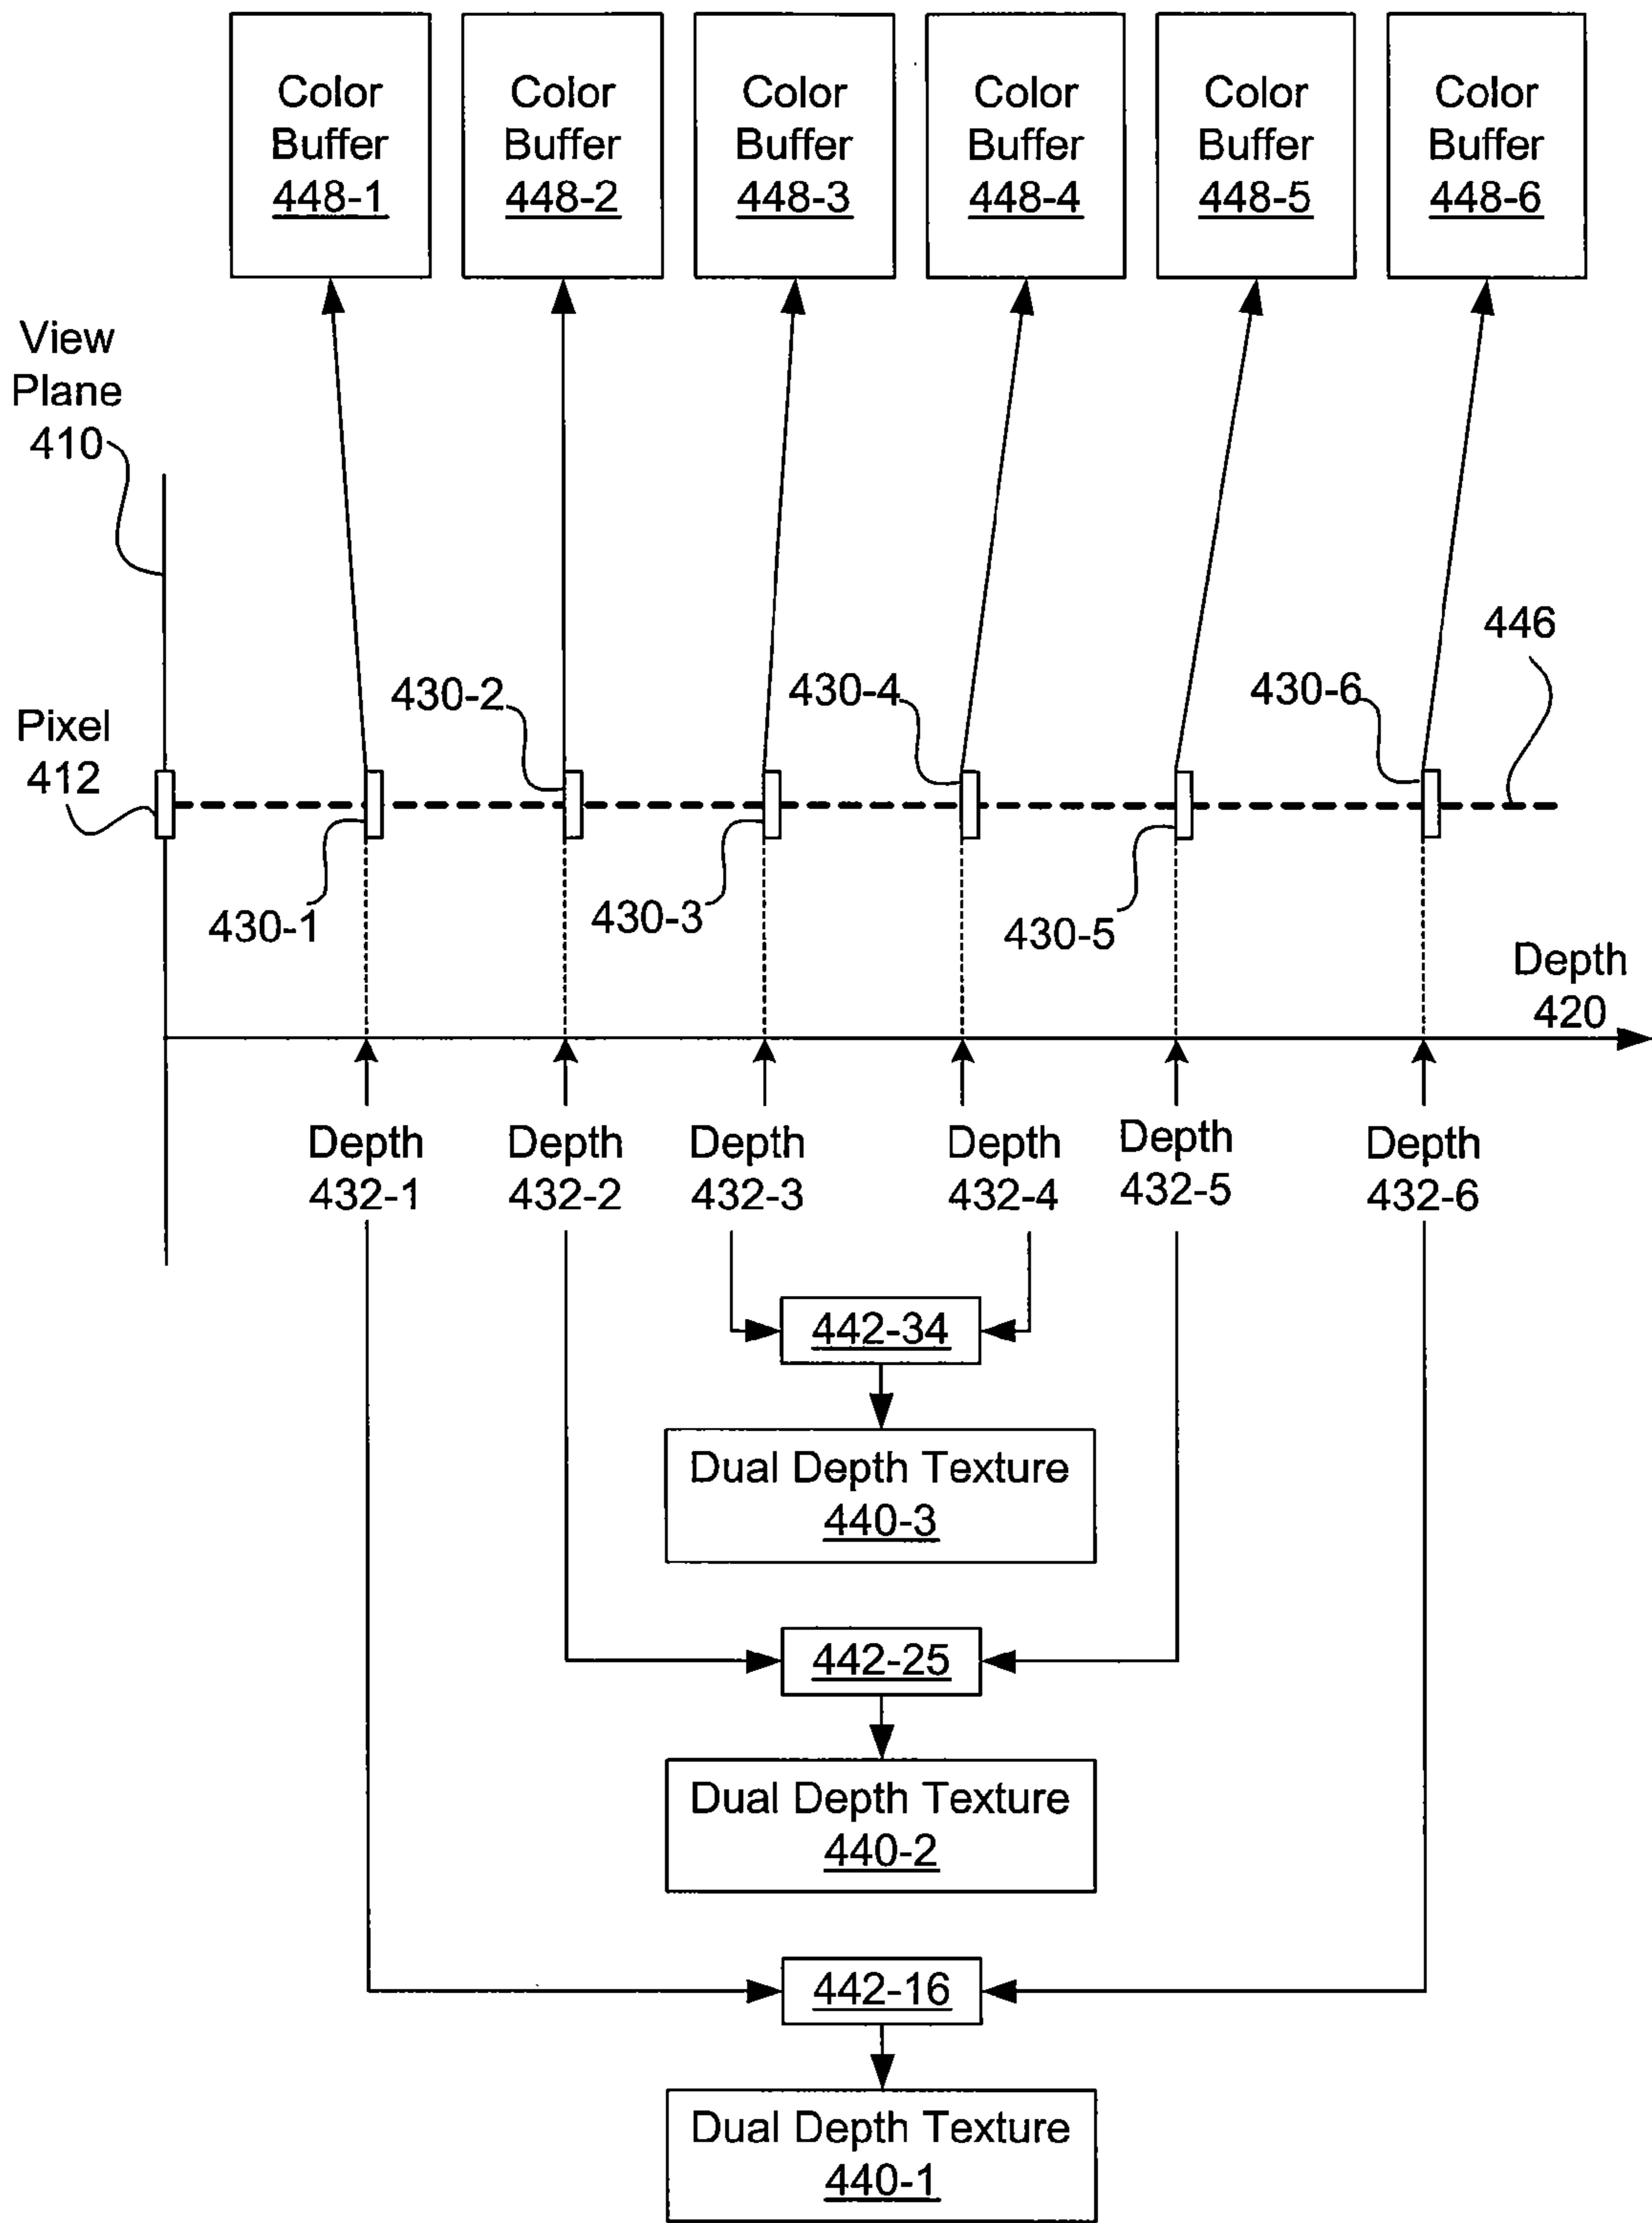 Color
Buffer
448-1
Color
Buffer
448-2
Color
Buffer
448-3
Color
Buffer
448-4
Color
Buffer
448-5
Color
Buffer
448-6
View
Plane
410
446
430-2
430-4
430-6
Pixel
412
430-1
430-3
430-5
Depth
420
Depth
432-1
Depth
432-2
Depth
432-3
Depth
432-4
Depth
432-5
Depth
432-6
442-34
Dual Depth Texture
440-3
442-25
Dual Depth Texture
440-2
442-16
Dual Depth Texture
440-1